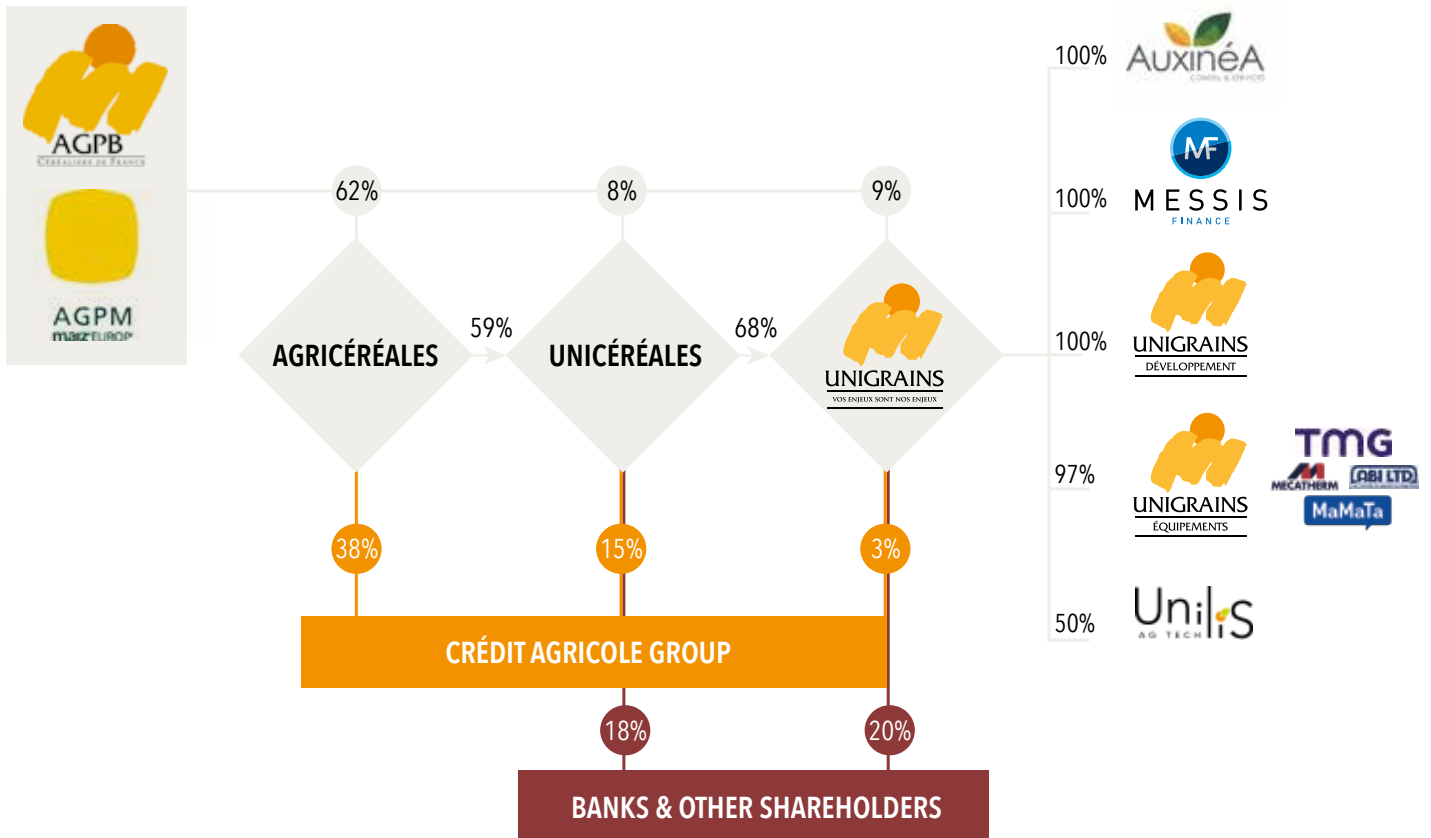 AGPB
CÉRÉALIERS DE FRANCE
AGPM
maiz'EUROP'
62%
8%
9%
AGRICÉRÉALES
59%
UNICÉRÉALES
68%
UNIGRAINS
VOS ENJEUX SONT NOS ENJEUX
38%
15%
3%
CRÉDIT AGRICOLE GROUP
18%
20%
BANKS & OTHER SHAREHOLDERS
100%
AUXINÉA
CONSEIL & SERVICES
100%
MF
MESSIS
FINANCE
100%
UNIGRAINS
DÉVELOPPEMENT
97%
UNIGRAINS
ÉQUIPEMENTS
TMG
MECATHERM
ABI LTD
MaMaTa
50%
UniliS
AG TECH